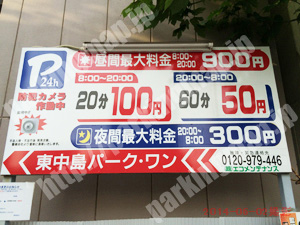 P
24h
防犯カメラ
作動中
昼間最大料金 8:00~20:00 900円
8:00~20:00
20分 100円
20:00~8:00
60分 50円
夜間最大料金 20:00~8:00 300円
東中島パーク・ワン
0120-979-446
エコメンテナンス